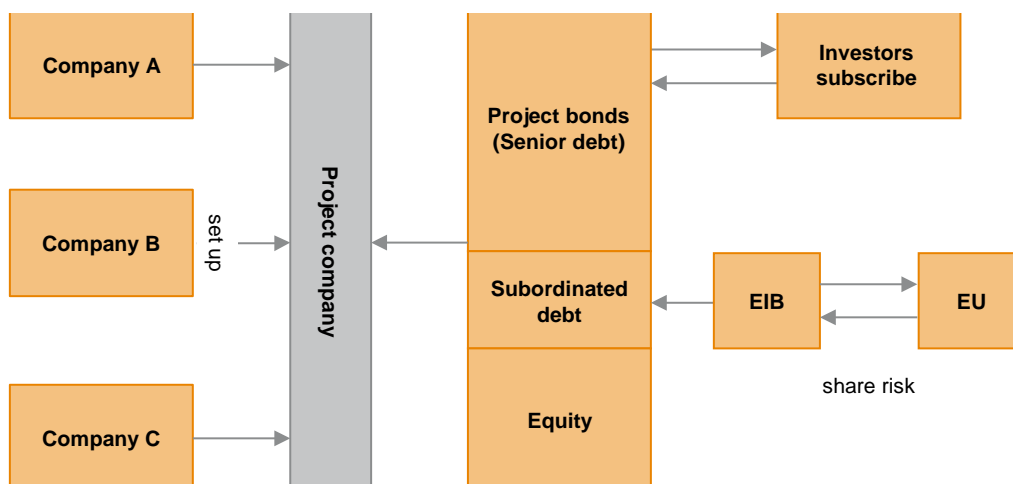 Company A
Company B
Company C
set up
Project company
Project bonds
(Senior debt)
Subordinated
debt
Equity
Investors
subscribe
EIB
EU
share risk